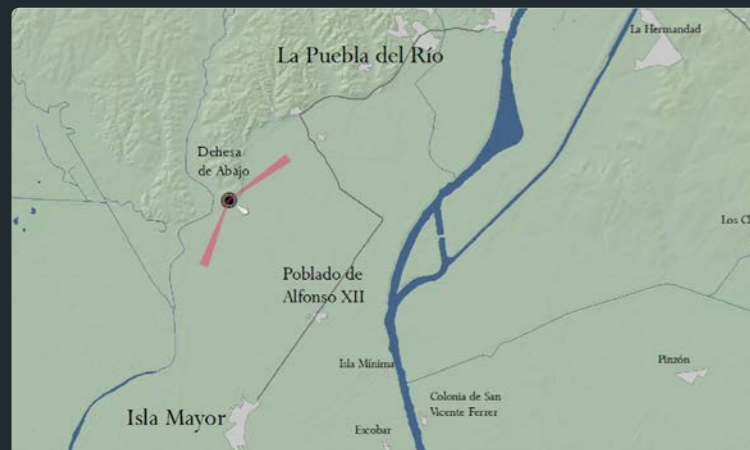 La Hermandad
La Puebla del Río
Dehesa
de Abajo
Poblado de
Alfonso XII
Isla Mínima
Pinzón
Colonia de San
Vicente Ferrer
Isla Mayor
Escobar